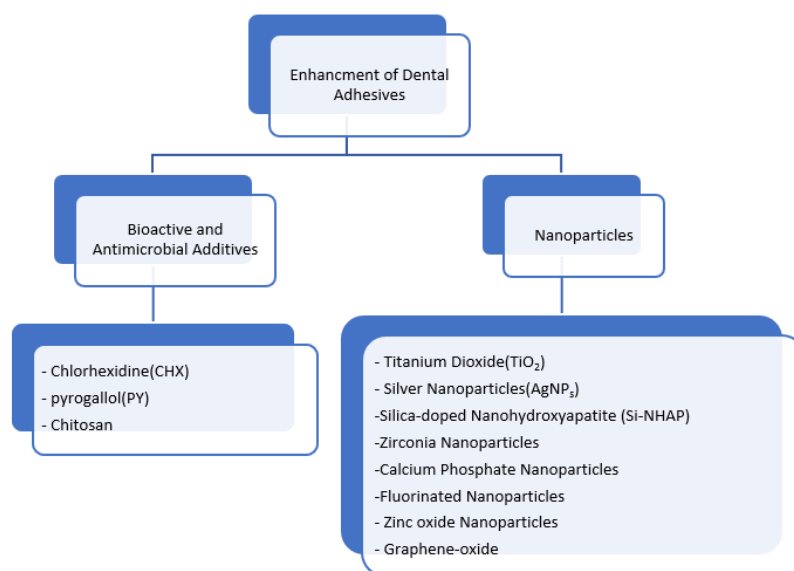 Enhancment of Dental
Adhesives
Bioactive and
Antimicrobial Additives
Nanoparticles
- Chlorhexidine(CHX)
- pyrogallol(PY)
- Chitosan
- Titanium Dioxide(TiO₂)
- Silver Nanoparticles(AgNPₛ)
-Silica-doped Nanohydroxyapatite (Si-NHAP)
-Zirconia Nanoparticles
-Calcium Phosphate Nanoparticles
-Fluorinated Nanoparticles
- Zinc oxide Nanoparticles
- Graphene-oxide